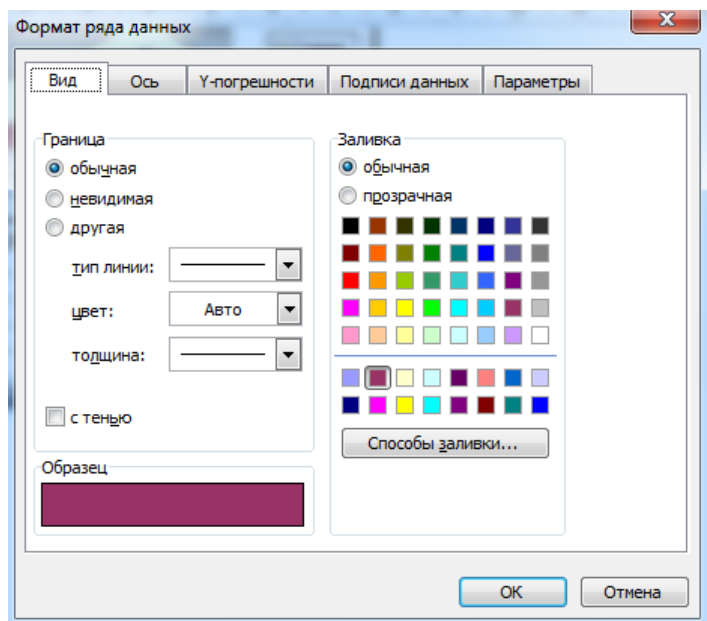 Формат ряда данных
Вид Ось Y-погрешности Подписи данных Параметры
Граница
обычная
невидимая
другая
тип линии:
цвет: Авто
толщина:
с тенью
Образец
Заливка
обычная
прозрачная
Способы заливки...
ОК Отмена